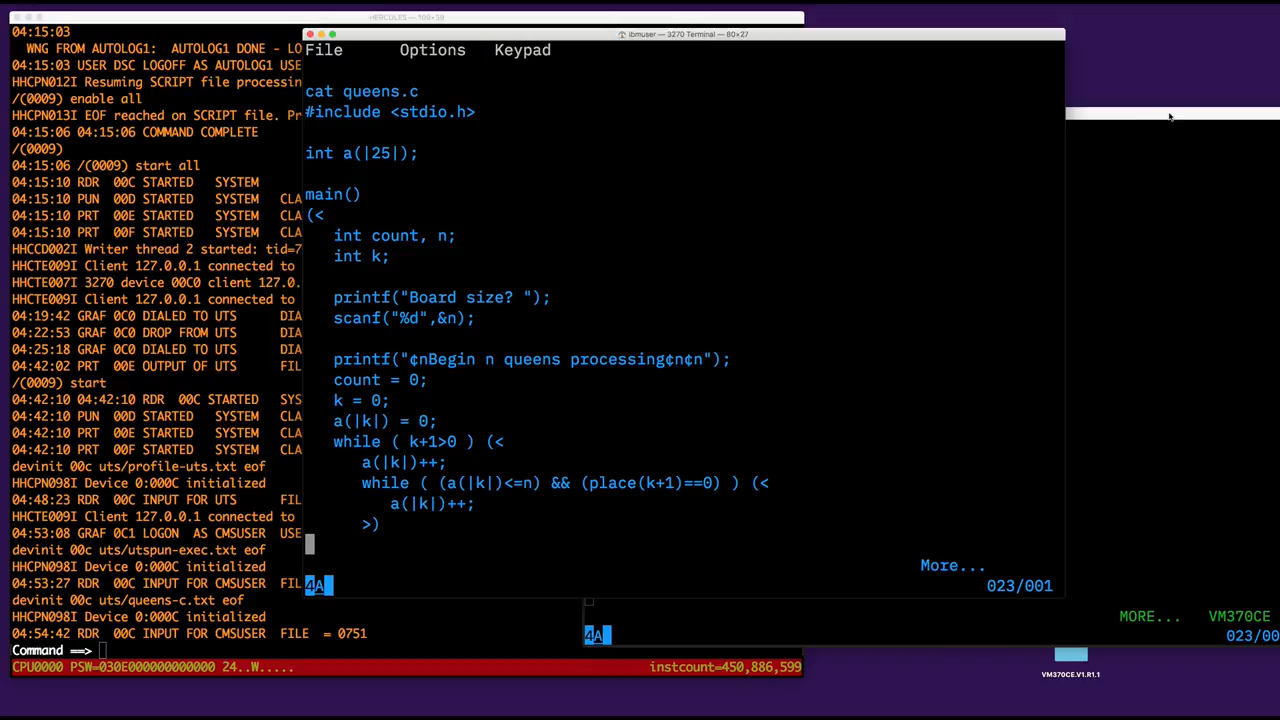 HERCULES — 109×39
04:15:03
WNG FROM AUTOLOG1: AUTOLOG1 DONE - LO
04:15:03 USER DSC LOGOFF AS AUTOLOG1 USE
HHCPN012I Resuming SCRIPT file processin
/(0009) enable all
HHCPN013I EOF reached on SCRIPT file. Pr
04:15:06 04:15:06 COMMAND COMPLETE
/(0009)
04:15:06 /(0009) start all
04:15:10 RDR 00C STARTED SYSTEM
04:15:10 PUN 00D STARTED SYSTEM CLA
04:15:10 PRT 00E STARTED SYSTEM CLA
04:15:10 PRT 00F STARTED SYSTEM CLA
HHCCD002I Writer thread 2 started: tid=7
HHCTE009I Client 127.0.0.1 connected to
HHCTE007I 3270 device 00C0 client 127.0.
HHCTE009I Client 127.0.0.1 connected to
04:19:42 GRAF 0C0 DIALED TO UTS DIA
04:22:53 GRAF 0C0 DROP FROM UTS DIA
04:25:18 GRAF 0C0 DIALED TO UTS DIA
04:42:02 PRT 00E OUTPUT OF UTS FIL
/(0009) start
04:42:10 04:42:10 RDR 00C STARTED SYS
04:42:10 PUN 00D STARTED SYSTEM CLA
04:42:10 PRT 00E STARTED SYSTEM CLA
04:42:10 PRT 00F STARTED SYSTEM CLA
devinit 00c uts/profile-uts.txt eof
HHCPN098I Device 0:000C initialized
04:48:23 RDR 00C INPUT FOR UTS FIL
HHCTE009I Client 127.0.0.1 connected to
04:53:08 GRAF 0C1 LOGON AS CMSUSER USE
devinit 00c uts/utspun-exec.txt eof
HHCPN098I Device 0:000C initialized
04:53:27 RDR 00C INPUT FOR CMSUSER FIL
devinit 00c uts/queens-c.txt eof
HHCPN098I Device 0:000C initialized
04:54:42 RDR 00C INPUT FOR CMSUSER FILE = 0751
Command ==>
CPU0000 PSW=030E000000000000 24..W..... instcount=450,886,599
ibmuser — 3270 Terminal — 80×27
File Options Keypad
cat queens.c
#include <stdio.h>
int a(|25|);
main()
(<
int count, n;
int k;
printf("Board size? ");
scanf("%d",&n);
printf("¢nBegin n queens processing¢n¢n");
count = 0;
k = 0;
a(|k|) = 0;
while ( k+1>0 ) (<
a(|k|)++;
while ( (a(|k|)<=n) && (place(k+1)==0) ) (<
a(|k|)++;
>)
More...
4A 023/001
MORE... VM370CE
4A 023/00
VM370CE.V1.R1.1